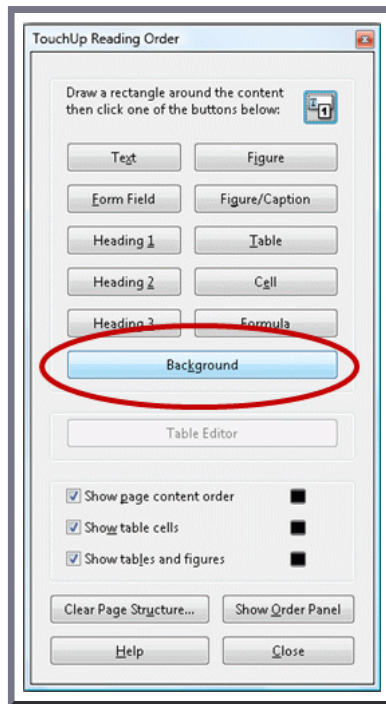 TouchUp Reading Order
Draw a rectangle around the content
then click one of the buttons below:
Text Figure
Form Field Figure/Caption
Heading 1 Table
Heading 2 Cell
Heading 3 Formula
Background
Table Editor
Show page content order
Show table cells
Show tables and figures
Clear Page Structure... Show Order Panel
Help Close